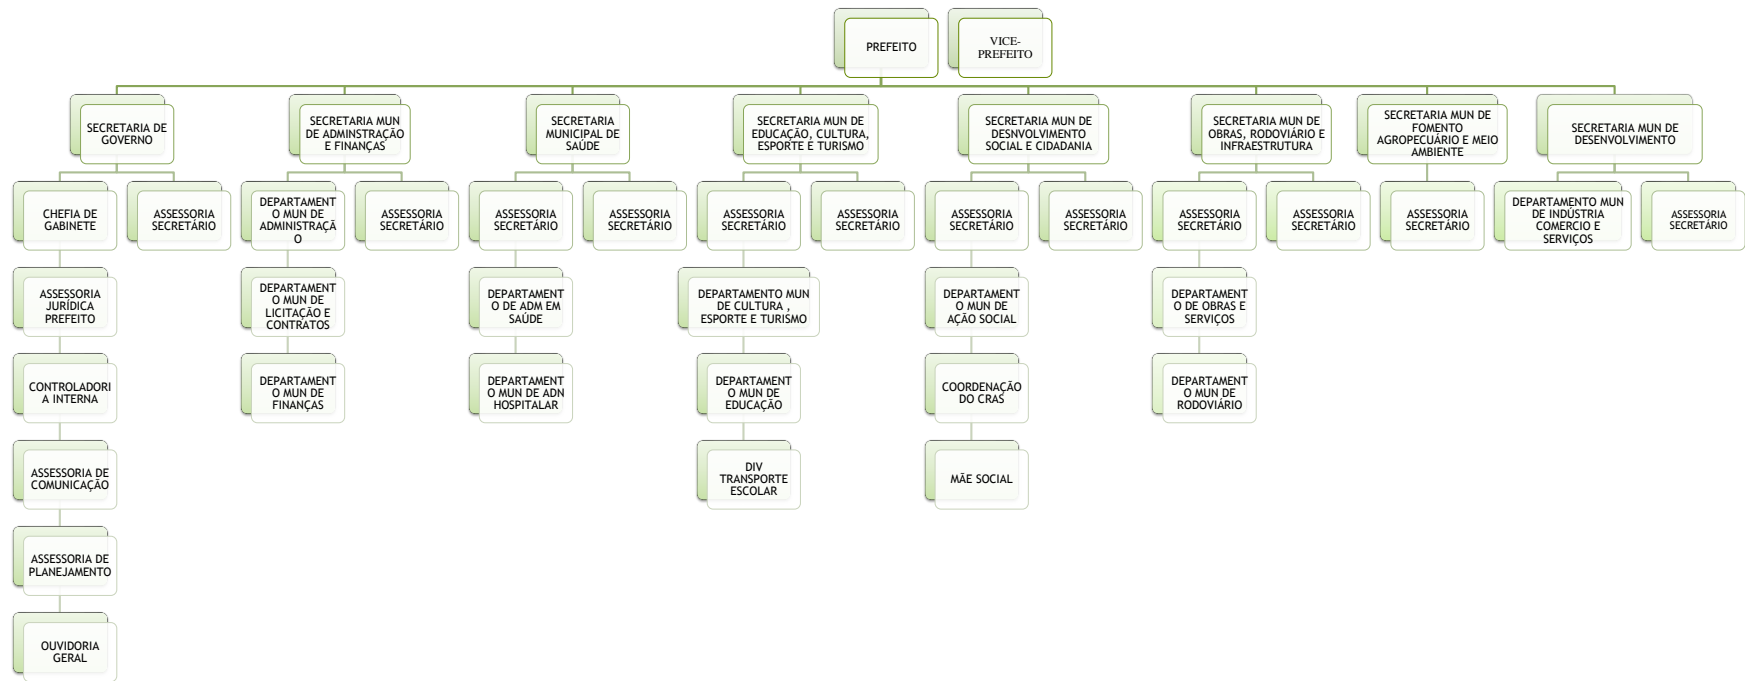 PREFEITO
VICE-
PREFEITO
SECRETARIA DE
GOVERNO
SECRETARIA MUN
DE ADMINSTRAÇÃO
E FINANÇAS
SECRETARIA
MUNICIPAL DE
SAÚDE
SECRETARIA MUN DE
EDUCAÇÃO, CULTURA,
ESPORTE E TURISMO
SECRETARIA MUN DE
DESNVOLVIMENTO
SOCIAL E CIDADANIA
SECRETARIA MUN DE
OBRAS, RODOVIÁRIO E
INFRAESTRUTURA
SECRETARIA MUN DE
FOMENTO
AGROPECUÁRIO E MEIO
AMBIENTE
SECRETARIA MUN DE
DESENVOLVIMENTO
CHEFIA DE
GABINETE
ASSESSORIA
SECRETÁRIO
DEPARTAMENT
O MUN DE
ADMINISTRAÇÃ
O
ASSESSORIA
SECRETÁRIO
ASSESSORIA
SECRETÁRIO
ASSESSORIA
SECRETÁRIO
ASSESSORIA
SECRETÁRIO
ASSESSORIA
SECRETÁRIO
ASSESSORIA
SECRETÁRIO
ASSESSORIA
SECRETÁRIO
ASSESSORIA
SECRETÁRIO
ASSESSORIA
SECRETÁRIO
ASSESSORIA
SECRETÁRIO
DEPARTAMENTO MUN
DE INDÚSTRIA
COMERCIO E
SERVIÇOS
ASSESSORIA
SECRETÁRIO
ASSESSORIA
JURÍDICA
PREFEITO
DEPARTAMENT
O MUN DE
LICITAÇÃO E
CONTRATOS
DEPARTAMENT
O DE ADM EM
SAÚDE
DEPARTAMENTO MUN
DE CULTURA ,
ESPORTE E TURISMO
DEPARTAMENT
O MUN DE
AÇÃO SOCIAL
DEPARTAMENT
O DE OBRAS E
SERVIÇOS
CONTROLADORI
A INTERNA
DEPARTAMENT
O MUN DE
FINANÇAS
DEPARTAMENT
O MUN DE ADN
HOSPITALAR
DEPARTAMENT
O MUN DE
EDUCAÇÃO
COORDENAÇÃO
DO CRAS
DEPARTAMENT
O MUN DE
RODOVIÁRIO
ASSESSORIA DE
COMUNICAÇÃO
DIV
TRANSPORTE
ESCOLAR
MÃE SOCIAL
ASSESSORIA DE
PLANEJAMENTO
OUVIDORIA
GERAL